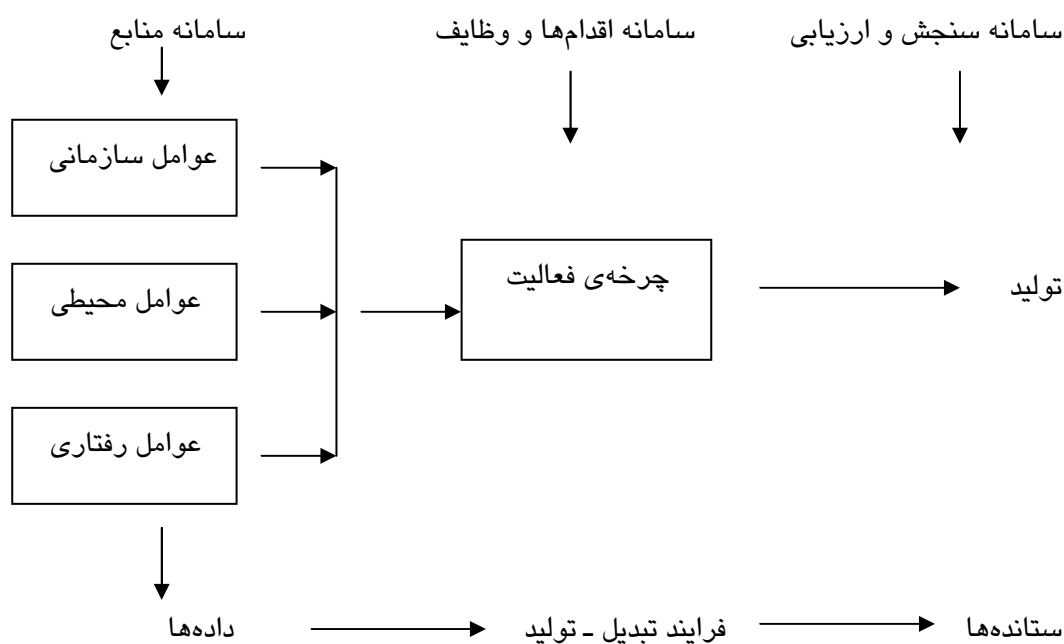 سامانه منابع
سامانه اقدام‌ها و وظایف
سامانه سنجش و ارزیابی
عوامل سازمانی
عوامل محیطی
عوامل رفتاری
چرخه‌ی فعالیت
تولید
داده‌ها
فرایند تبدیل ـ تولید
ستانده‌ها